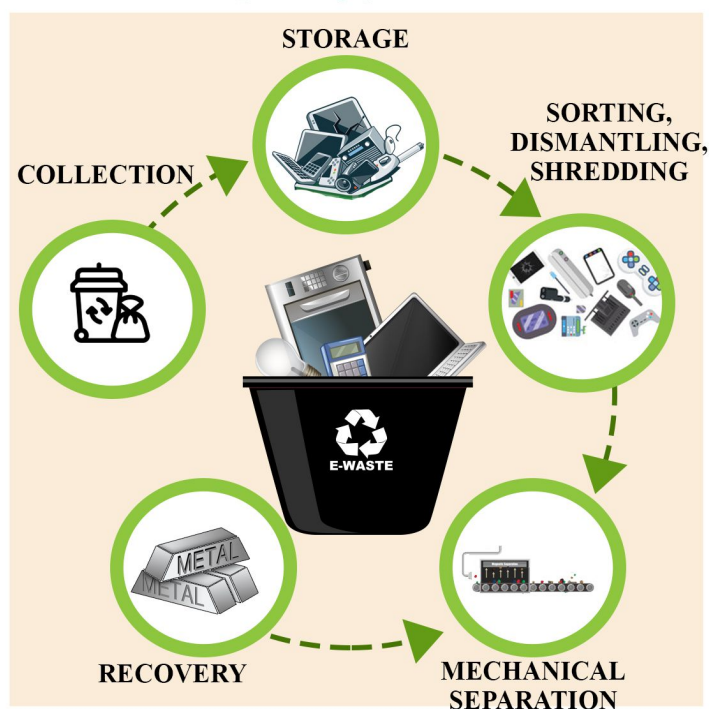 STORAGE
COLLECTION
SORTING,
DISMANTLING,
SHREDDING
E-WASTE
METAL
METAL
RECOVERY
MECHANICAL
SEPARATION